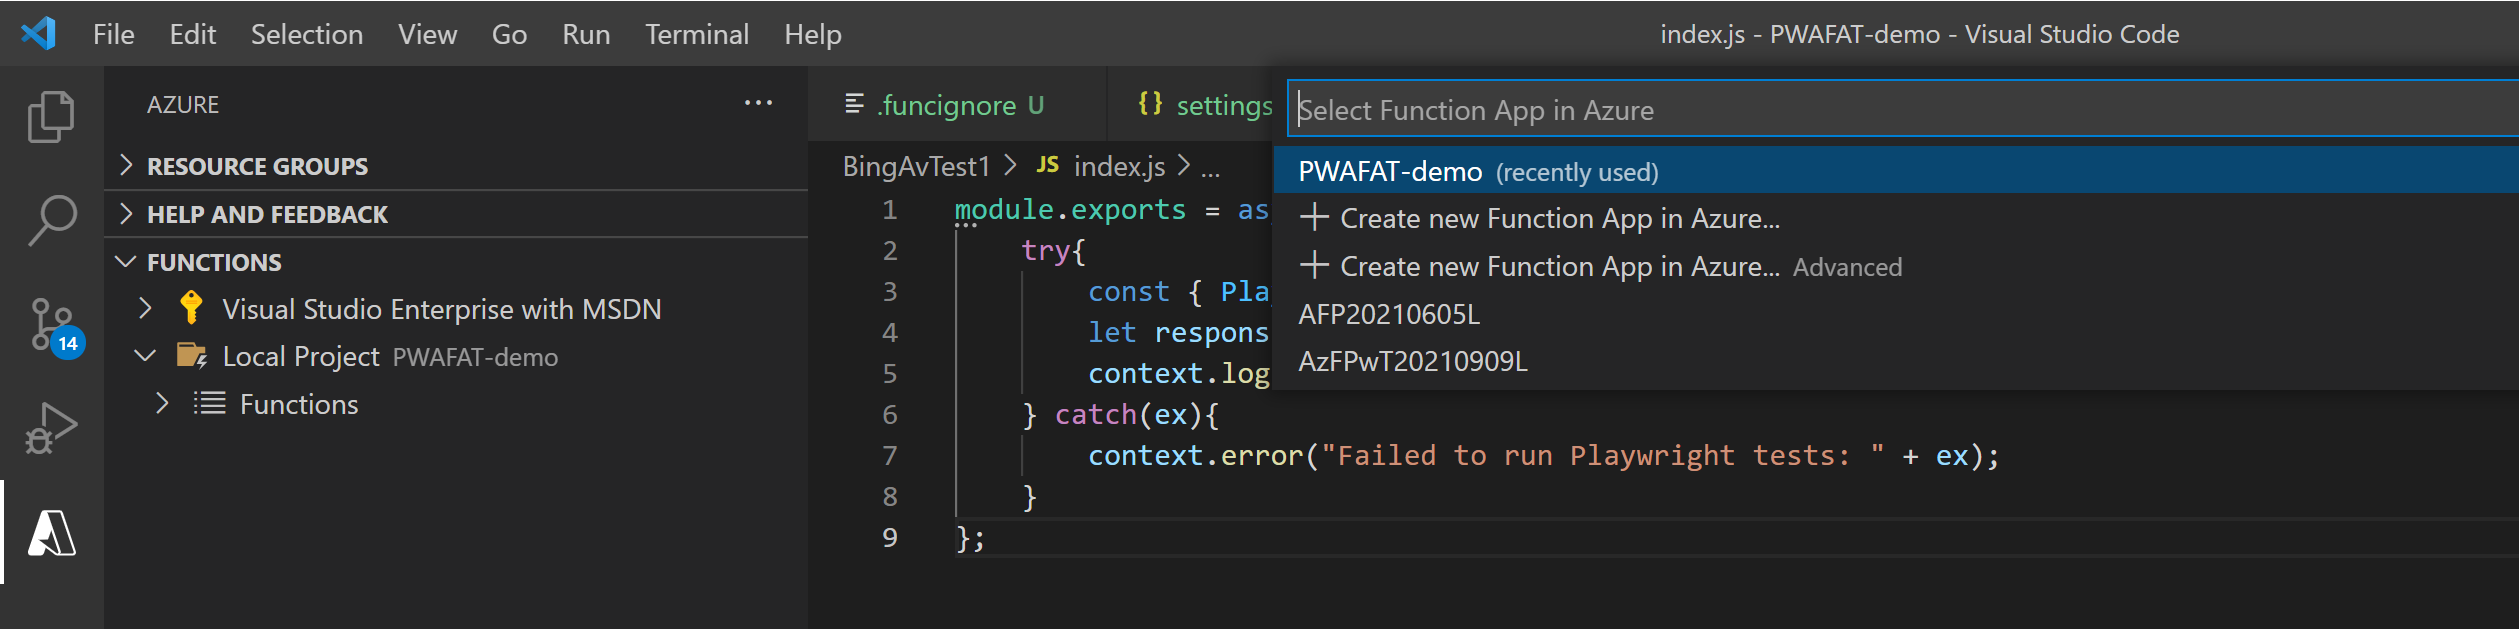 File Edit Selection View Go Run Terminal Help
index.js - PWAFAT-demo - Visual Studio Code
AZURE
RESOURCE GROUPS
HELP AND FEEDBACK
FUNCTIONS
Visual Studio Enterprise with MSDN
Local Project PWAFAT-demo
Functions
14
.funcignore U
{} settings
BingAvTest1 > JS index.js > ...
1 module.exports = as
2 try{
3 const { Pla
4 let respons
5 context.log
6 } catch(ex){
7 context.error("Failed to run Playwright tests: " + ex);
8 }
9 };
Select Function App in Azure
PWAFAT-demo (recently used)
+ Create new Function App in Azure...
+ Create new Function App in Azure... Advanced
AFP20210605L
AzFPwT20210909L